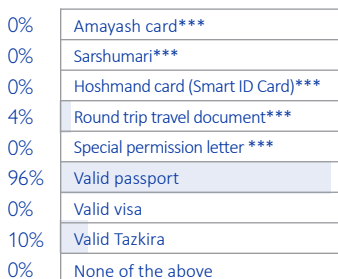 0% Amayash card***
0% Sarshumari***
0% Hoshmand card (Smart ID Card)***
4% Round trip travel document***
0% Special permission letter ***
96% Valid passport
0% Valid visa
10% Valid Tazkira
0% None of the above